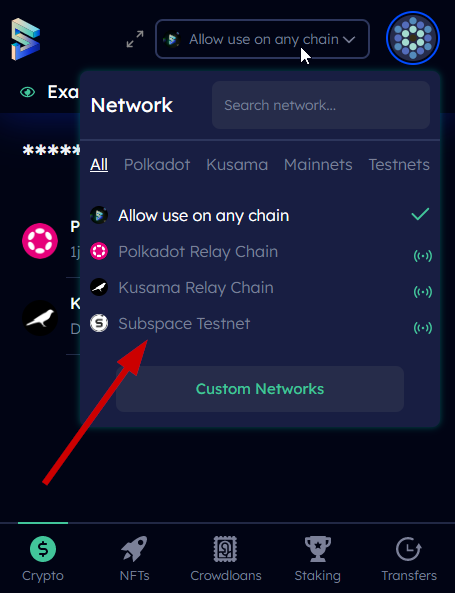 Allow use on any chain
Exa
Network
Search network...
*****
All Polkadot Kusama Mainnets Testnets
Allow use on any chain
P
Polkadot Relay Chain
1j
Kusama Relay Chain
K
Subspace Testnet
D
Custom Networks
Crypto NFTs Crowdloans Staking Transfers